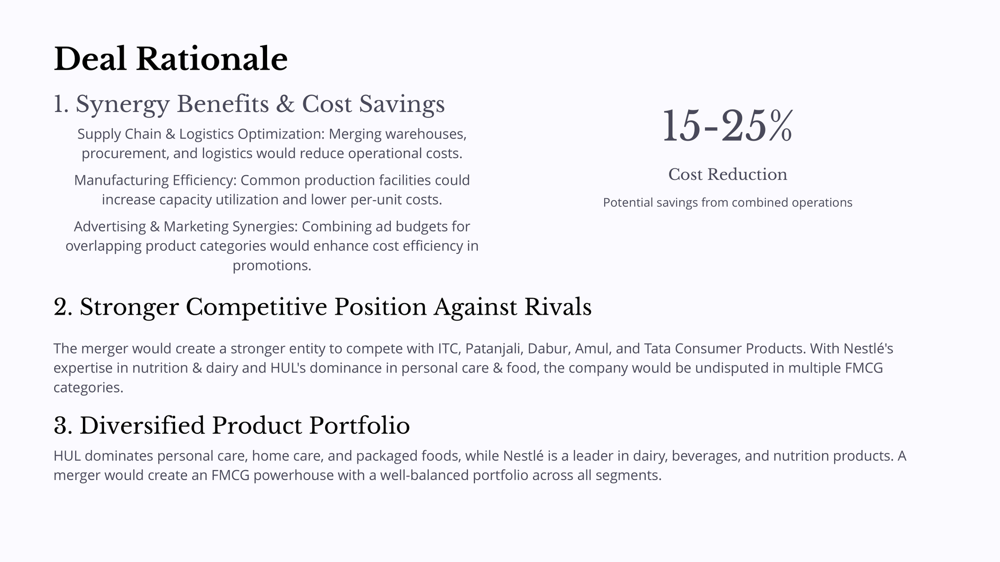 Deal Rationale
1. Synergy Benefits & Cost Savings
Supply Chain & Logistics Optimization: Merging warehouses,
procurement, and logistics would reduce operational costs.
Manufacturing Efficiency: Common production facilities could
increase capacity utilization and lower per-unit costs.
Advertising & Marketing Synergies: Combining ad budgets for
overlapping product categories would enhance cost efficiency in
promotions.
15-25%
Cost Reduction
Potential savings from combined operations
2. Stronger Competitive Position Against Rivals
The merger would create a stronger entity to compete with ITC, Patanjali, Dabur, Amul, and Tata Consumer Products. With Nestlé's
expertise in nutrition & dairy and HUL's dominance in personal care & food, the company would be undisputed in multiple FMCG
categories.
3. Diversified Product Portfolio
HUL dominates personal care, home care, and packaged foods, while Nestlé is a leader in dairy, beverages, and nutrition products. A
merger would create an FMCG powerhouse with a well-balanced portfolio across all segments.